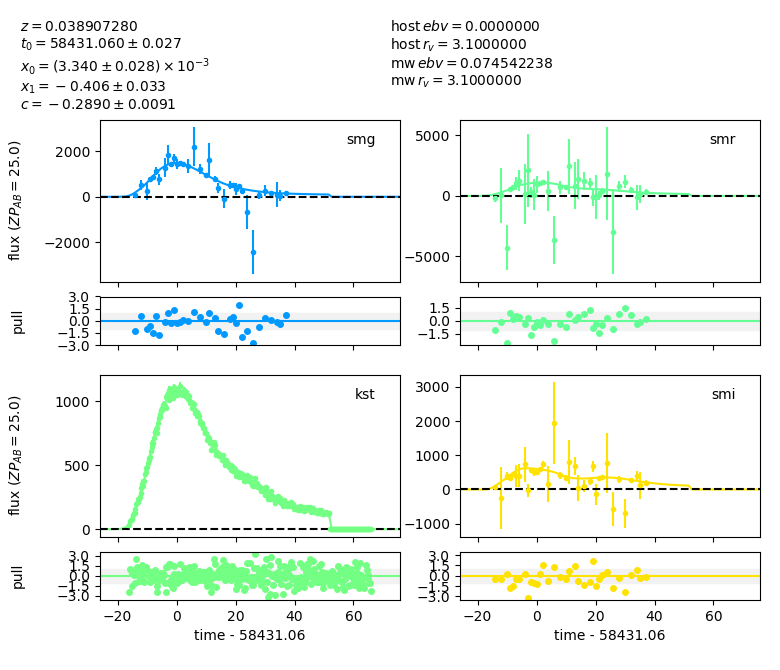 z = 0.038907280
t0 = 58431.060 ± 0.027
x0 = (3.340 ± 0.028) × 10^−3
x1 = −0.406 ± 0.033
c = −0.2890 ± 0.0091
host ebv = 0.0000000
host rv = 3.1000000
mw ebv = 0.074542238
mw rv = 3.1000000
smg
flux (ZPAB = 25.0)
2000
0
−2000
smr
5000
0
−5000
pull
3.0
1.5
0.0
−1.5
−3.0
1.5
0.0
−1.5
kst
flux (ZPAB = 25.0)
1000
500
0
smi
3000
2000
1000
0
−1000
pull
3.0
1.5
0.0
−1.5
−3.0
−20 0 20 40 60
time - 58431.06
3.0
1.5
0.0
−1.5
−3.0
−20 0 20 40 60
time - 58431.06